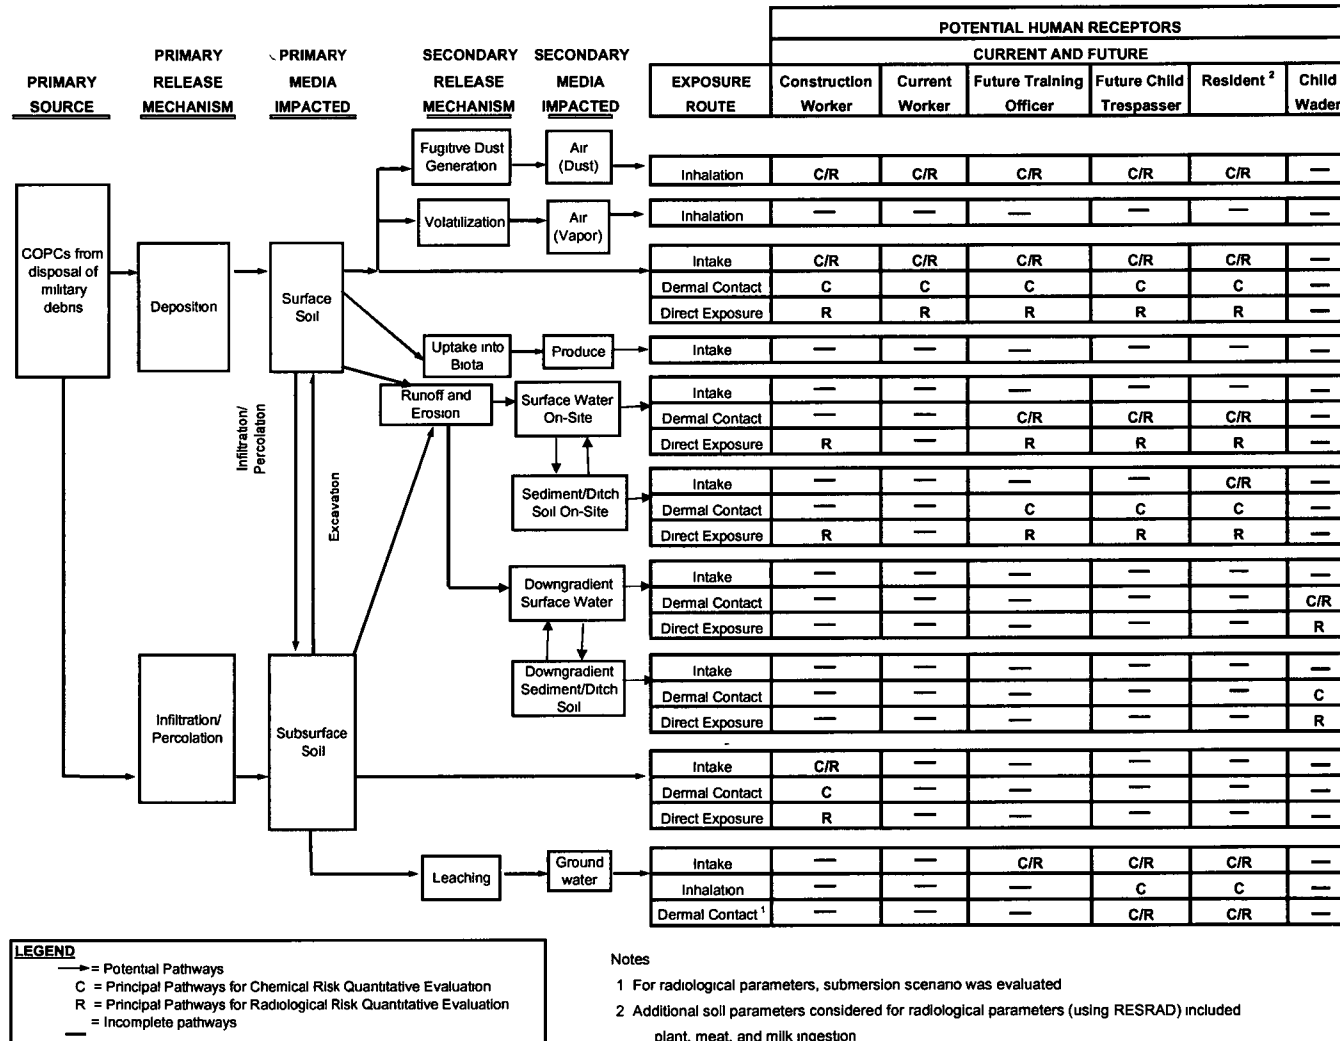 POTENTIAL HUMAN RECEPTORS
CURRENT AND FUTURE
PRIMARY SOURCE
PRIMARY RELEASE MECHANISM
PRIMARY MEDIA IMPACTED
SECONDARY RELEASE MECHANISM
SECONDARY MEDIA IMPACTED
EXPOSURE ROUTE
Construction Worker
Current Worker
Future Training Officer
Future Child Trespasser
Resident 2
Child Wader
COPCs from
disposal of
military
debris
Deposition
Surface
Soil
Infiltration/
Percolation
Excavation
Infiltration/
Percolation
Subsurface
Soil
Fugitive Dust
Generation
Air
(Dust)
Inhalation C/R C/R C/R C/R C/R —
Volatilization
Air
(Vapor)
Inhalation — — — — — —
Intake C/R C/R C/R C/R C/R —
Dermal Contact C C C C C —
Direct Exposure R R R R R —
Uptake into
Biota
Produce
Intake — — — — — —
Runoff and
Erosion
Surface Water
On-Site
Intake — — — — — —
Dermal Contact — — C/R C/R C/R —
Direct Exposure R — R R R —
Sediment/Ditch
Soil On-Site
Intake — — — — C/R —
Dermal Contact — — C C C —
Direct Exposure R — R R R —
Downgradient
Surface Water
Intake — — — — — —
Dermal Contact — — — — — C/R
Direct Exposure — — — — — R
Downgradient
Sediment/Ditch
Soil
Intake — — — — — —
Dermal Contact — — — — — C
Direct Exposure — — — — — R
Intake C/R — — — — —
Dermal Contact C — — — — —
Direct Exposure R — — — — —
Leaching
Ground
water
Intake — — C/R C/R C/R —
Inhalation — — — C C —
Dermal Contact 1 — — — C/R C/R —
LEGEND
= Potential Pathways
C = Principal Pathways for Chemical Risk Quantitative Evaluation
R = Principal Pathways for Radiological Risk Quantitative Evaluation
— = Incomplete pathways
Notes
1 For radiological parameters, submersion scenario was evaluated
2 Additional soil parameters considered for radiological parameters (using RESRAD) included
plant, meat, and milk ingestion